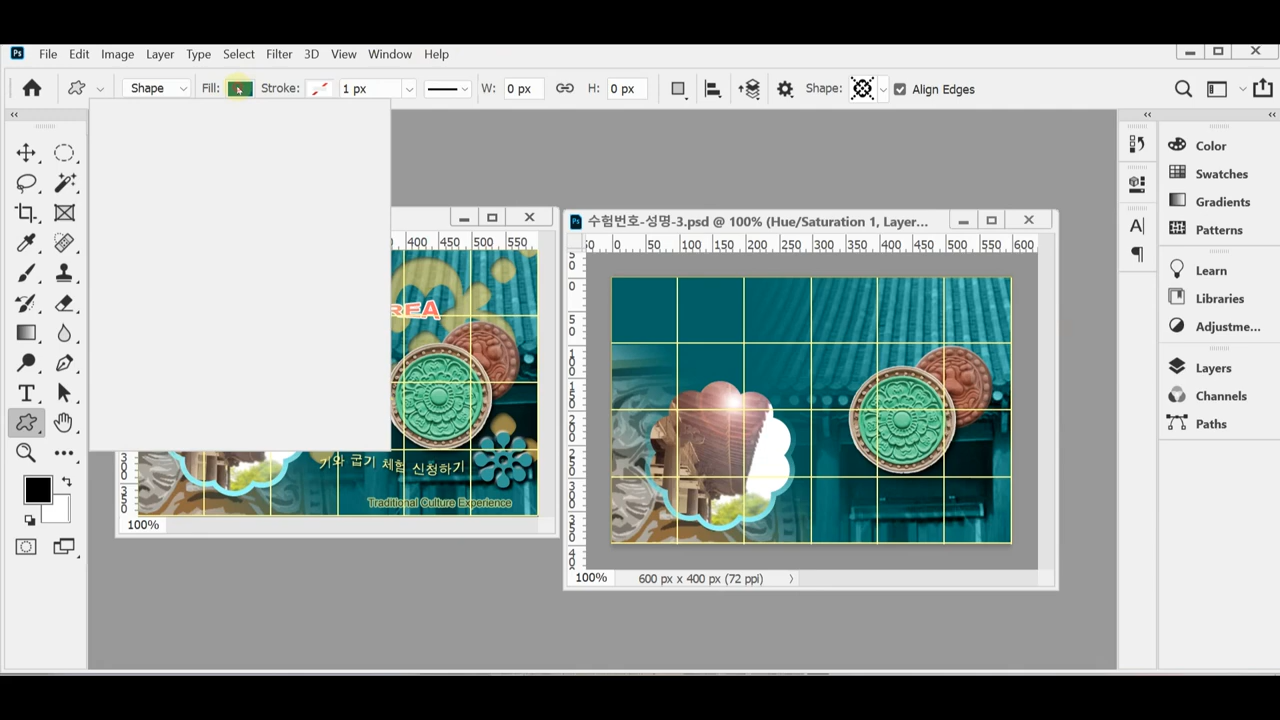 Ps File Edit Image Layer Type Select Filter 3D View Window Help
Shape Fill: Stroke: 1 px W: 0 px H: 0 px Shape: Align Edges
Color
Swatches
Gradients
Patterns
Learn
Libraries
Adjustme...
Layers
Channels
Paths
400 450 500 550
REA
기와 굽기 체험 신청하기
Traditional Culture Experience
100%
Ps 수험번호-성명-3.psd @ 100% (Hue/Saturation 1, Layer...
0 50 100 150 200 250 300 350 400 450 500 550 600
100% 600 px x 400 px (72 ppi)